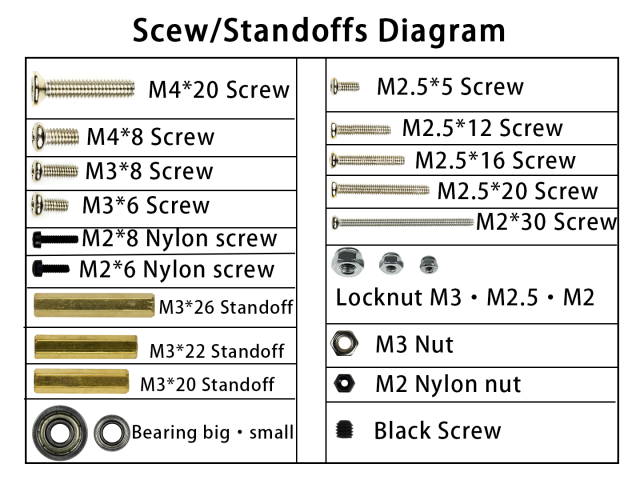 Scew/Standoffs Diagram
M4*20 Screw
M4*8 Screw
M3*8 Screw
M3*6 Screw
M2*8 Nylon screw
M2*6 Nylon screw
M3*26 Standoff
M3*22 Standoff
M3*20 Standoff
Bearing big・small
M2.5*5 Screw
M2.5*12 Screw
M2.5*16 Screw
M2.5*20 Screw
M2*30 Screw
Locknut M3・M2.5・M2
M3 Nut
M2 Nylon nut
Black Screw